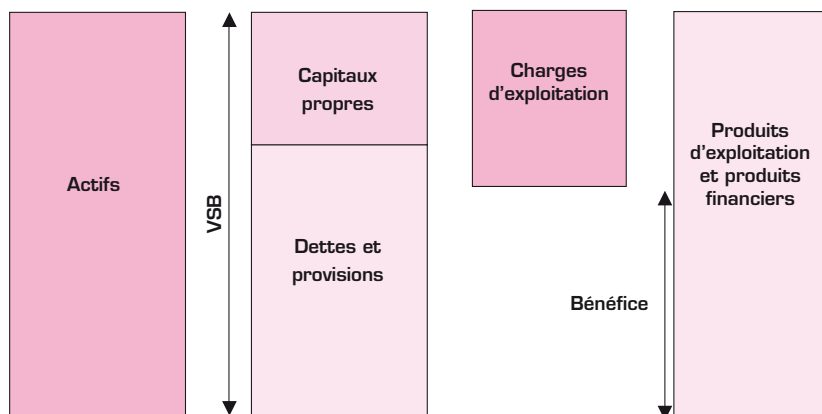 Actifs
VSB
Capitaux
propres
Dettes et
provisions
Charges
d'exploitation
Bénéfice
Produits
d'exploitation
et produits
financiers